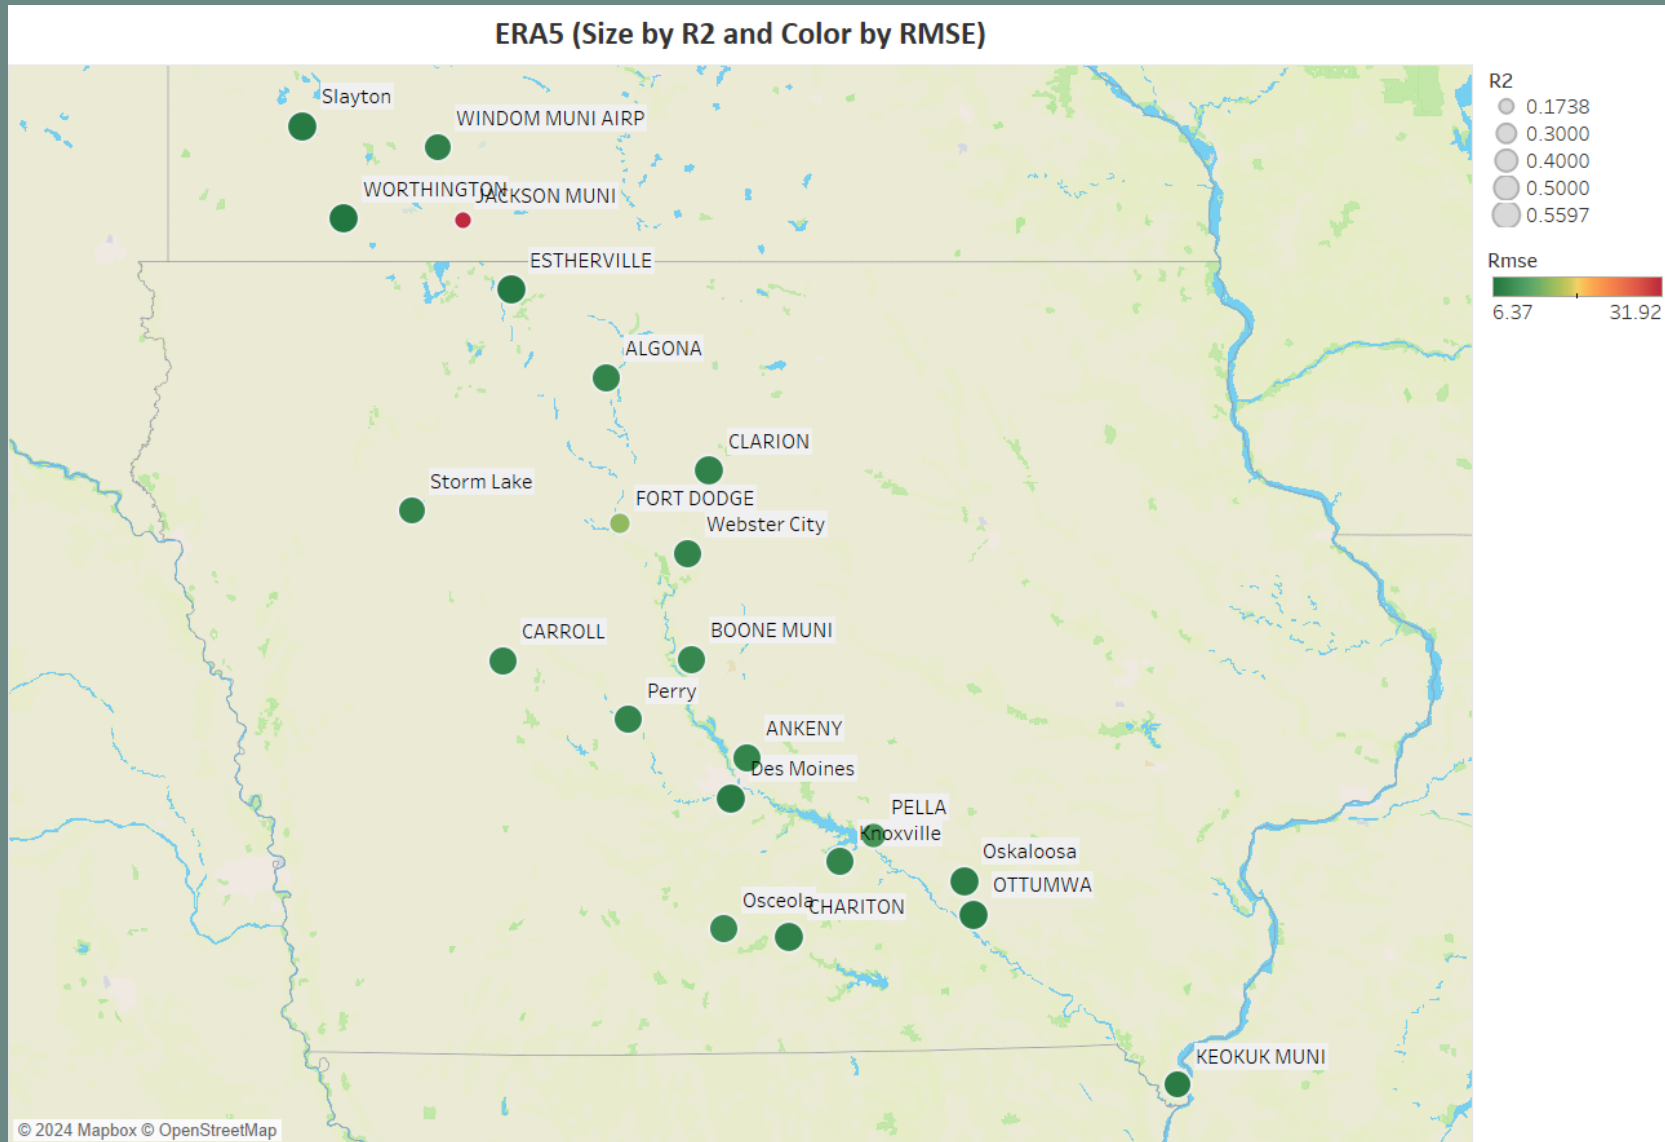 ERA5 (Size by R2 and Color by RMSE)
Slayton
WINDOM MUNI AIRP
WORTHINGTON
JACKSON MUNI
ESTHERVILLE
ALGONA
CLARION
Storm Lake
FORT DODGE
Webster City
CARROLL
BOONE MUNI
Perry
ANKENY
Des Moines
PELLA
Knoxville
Oskaloosa
OTTUMWA
Osceola
CHARITON
KEOKUK MUNI
© 2024 Mapbox © OpenStreetMap
R2
0.1738
0.3000
0.4000
0.5000
0.5597
Rmse
6.37 31.92